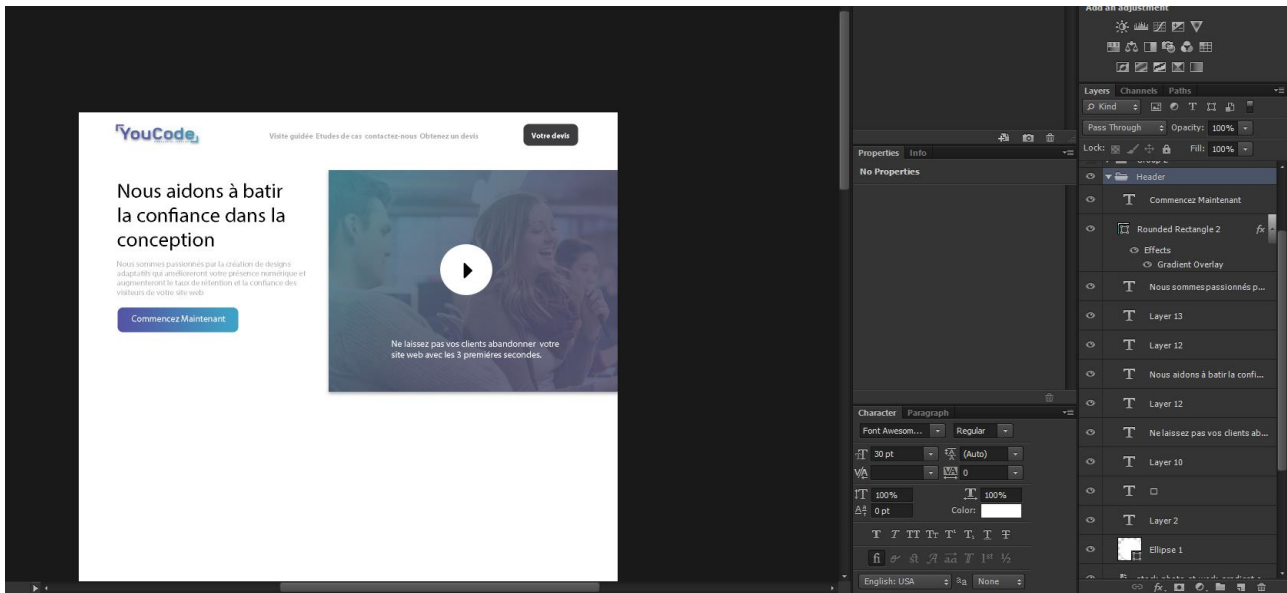 Add an adjustment
Layers Channels Paths
Kind
Pass Through Opacity: 100%
Lock: Fill: 100%
Group 2
Header
Commencez Maintenant
Rounded Rectangle 2 fx
Effects
Gradient Overlay
Nous sommes passionnés p...
Layer 13
Layer 12
Nous aidons à batir la confi...
Layer 12
Ne laissez pas vos clients ab...
Layer 10
Layer 2
Ellipse 1
Properties Info
No Properties
Character Paragraph
Font Awesom... Regular
30 pt (Auto)
0
100% 100%
0 pt Color:
English: USA aa None
YouCode
Visite guidée Etudes de cas contactez-nous Obtenez un devis
Votre devis
Nous aidons à batir
la confiance dans la
conception
Nous sommes passionnés par la création de designs
adaptatifs qui amélioreront votre présence numérique et
augmenteront le taux de rétention et la confiance des
visiteurs de votre site web
Commencez Maintenant
Ne laissez pas vos clients abandonner votre
site web avec les 3 premiéres secondes.